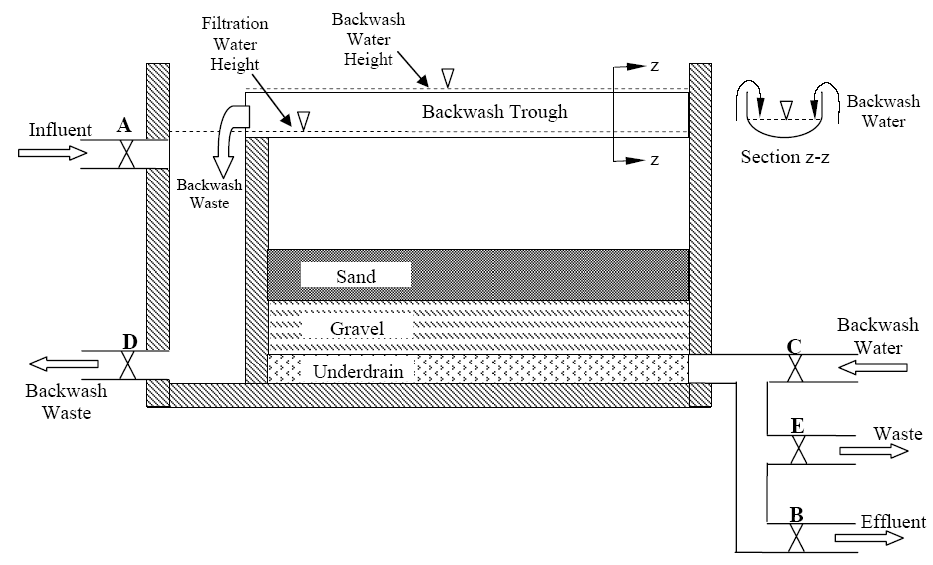 Filtration
Water
Height
Backwash
Water
Height
z
Backwash Trough
Influent
A
Backwash
Water
z
Section z-z
Backwash
Waste
Sand
Gravel
Underdrain
D
Backwash
Waste
Backwash
Water
C
E
Waste
B
Effluent